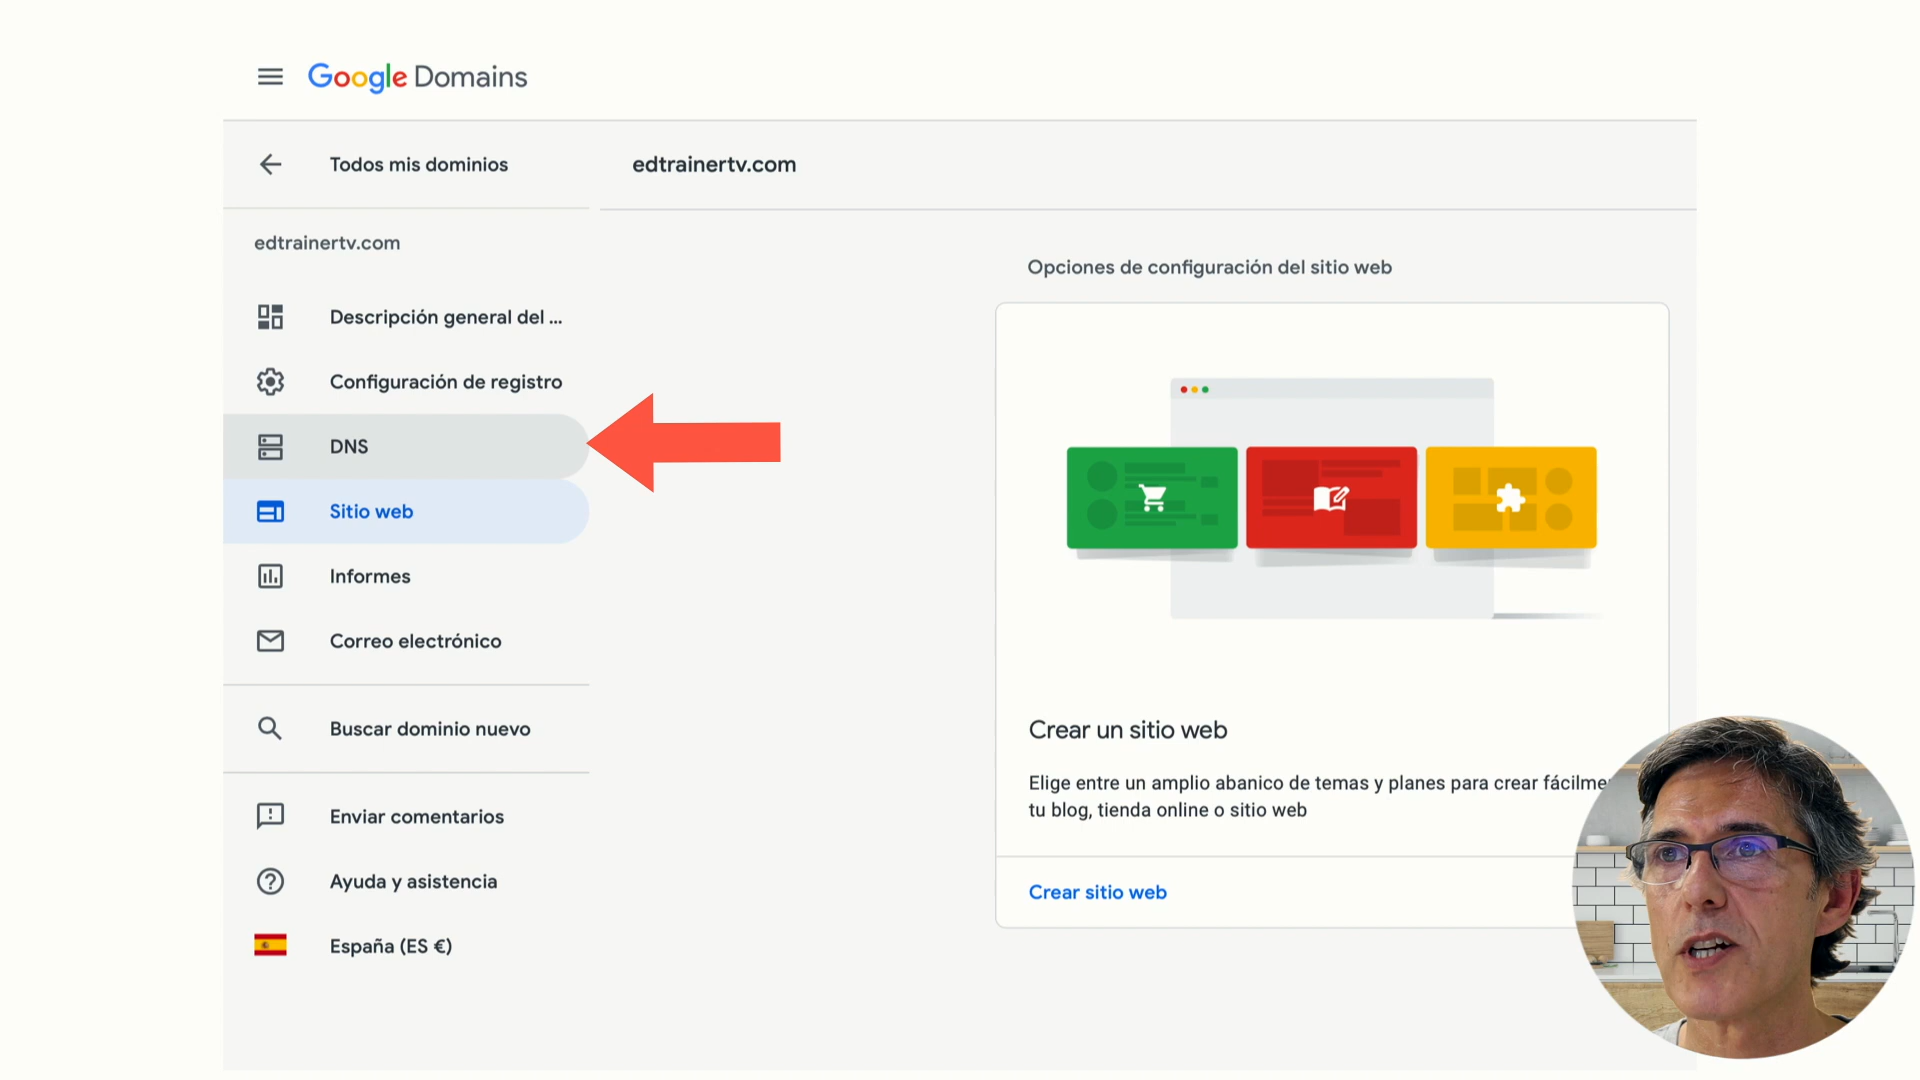 Google Domains
Todos mis dominios
edtrainertv.com
edtrainertv.com
Descripción general del ...
Configuración de registro
DNS
Sitio web
Informes
Correo electrónico
Buscar dominio nuevo
Enviar comentarios
Ayuda y asistencia
España (ES €)
Opciones de configuración del sitio web
Crear un sitio web
Elige entre un amplio abanico de temas y planes para crear fácilme
tu blog, tienda online o sitio web
Crear sitio web